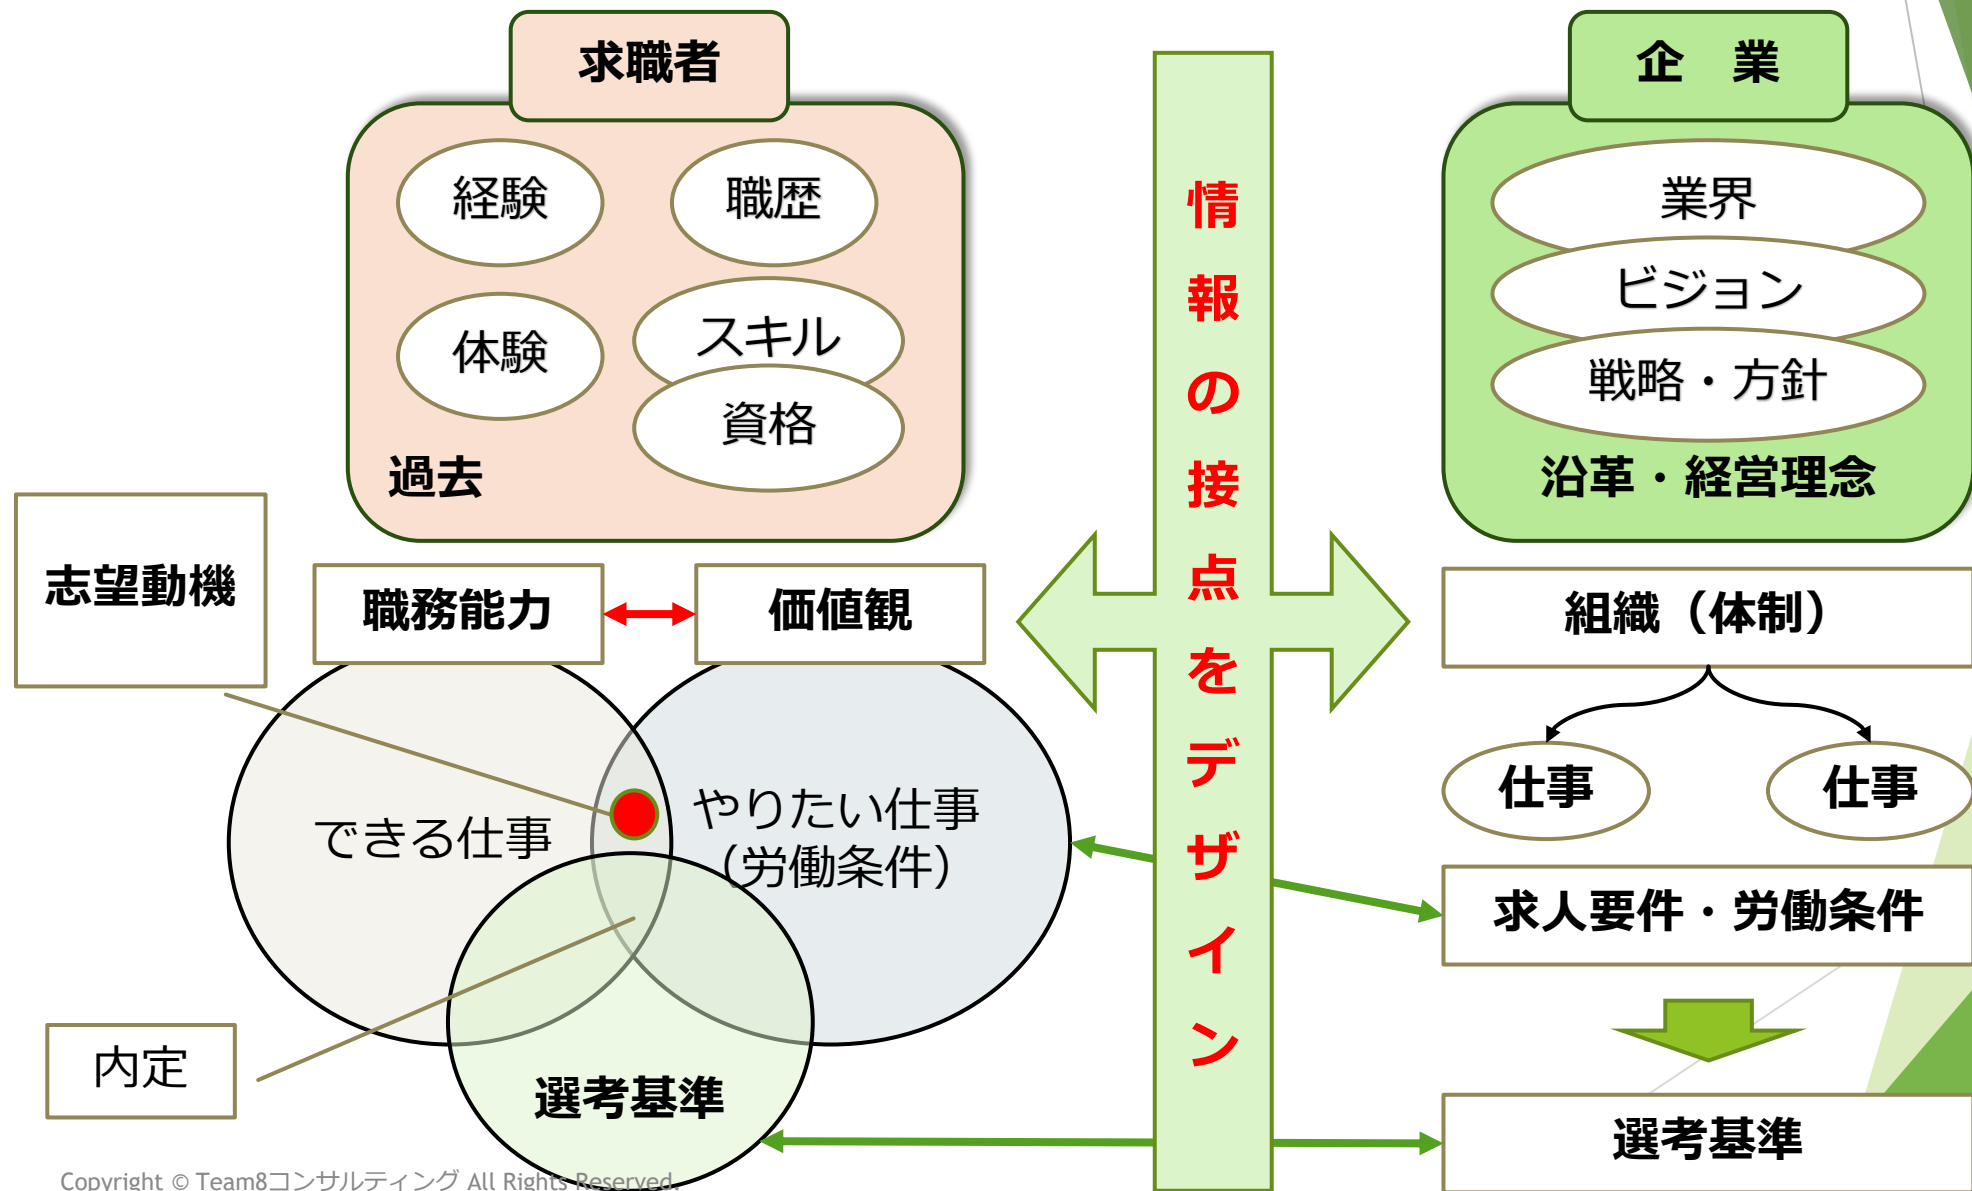 求職者
経験
職歴
体験
スキル
資格
過去
志望動機
職務能力
価値観
できる仕事
やりたい仕事
（労働条件）
内定
選考基準
情報の接点をデザイン
企　業
業界
ビジョン
戦略・方針
沿革・経営理念
組織（体制）
仕事
仕事
求人要件・労働条件
選考基準
Copyright © Team8コンサルティング All Rights Reserved.